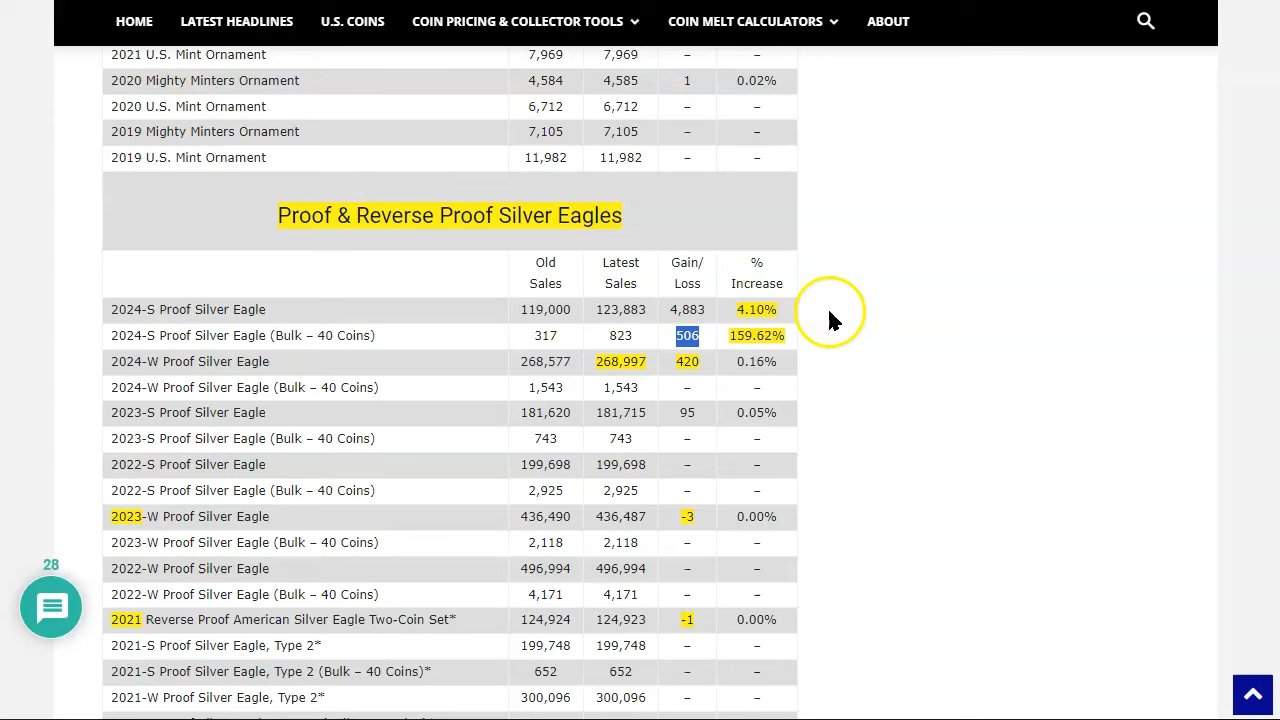 HOME LATEST HEADLINES U.S. COINS COIN PRICING & COLLECTOR TOOLS COIN MELT CALCULATORS ABOUT
2021 U.S. Mint Ornament 7,969 7,969 –
2020 Mighty Minters Ornament 4,584 4,585 1 0.02%
2020 U.S. Mint Ornament 6,712 6,712 – –
2019 Mighty Minters Ornament 7,105 7,105 – –
2019 U.S. Mint Ornament 11,982 11,982 – –
Proof & Reverse Proof Silver Eagles
Old Latest Gain/ %
Sales Sales Loss Increase
2024-S Proof Silver Eagle 119,000 123,883 4,883 4.10%
2024-S Proof Silver Eagle (Bulk – 40 Coins) 317 823 506 159.62%
2024-W Proof Silver Eagle 268,577 268,997 420 0.16%
2024-W Proof Silver Eagle (Bulk – 40 Coins) 1,543 1,543 – –
2023-S Proof Silver Eagle 181,620 181,715 95 0.05%
2023-S Proof Silver Eagle (Bulk – 40 Coins) 743 743 – –
2022-S Proof Silver Eagle 199,698 199,698 – –
2022-S Proof Silver Eagle (Bulk – 40 Coins) 2,925 2,925 – –
2023-W Proof Silver Eagle 436,490 436,487 -3 0.00%
2023-W Proof Silver Eagle (Bulk – 40 Coins) 2,118 2,118 – –
28
2022-W Proof Silver Eagle 496,994 496,994 – –
2022-W Proof Silver Eagle (Bulk – 40 Coins) 4,171 4,171 – –
2021 Reverse Proof American Silver Eagle Two-Coin Set* 124,924 124,923 -1 0.00%
2021-S Proof Silver Eagle, Type 2* 199,748 199,748 – –
2021-S Proof Silver Eagle, Type 2 (Bulk – 40 Coins)* 652 652 – –
2021-W Proof Silver Eagle, Type 2* 300,096 300,096 – –